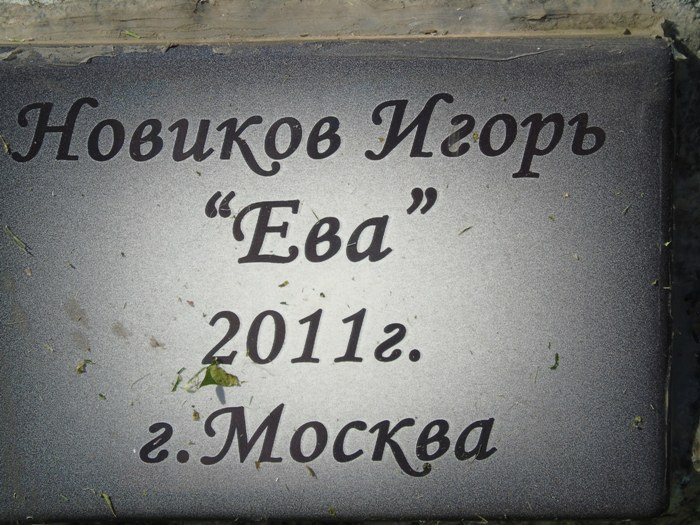 Новиков Игорь
“Ева”
2011г.
г.Москва